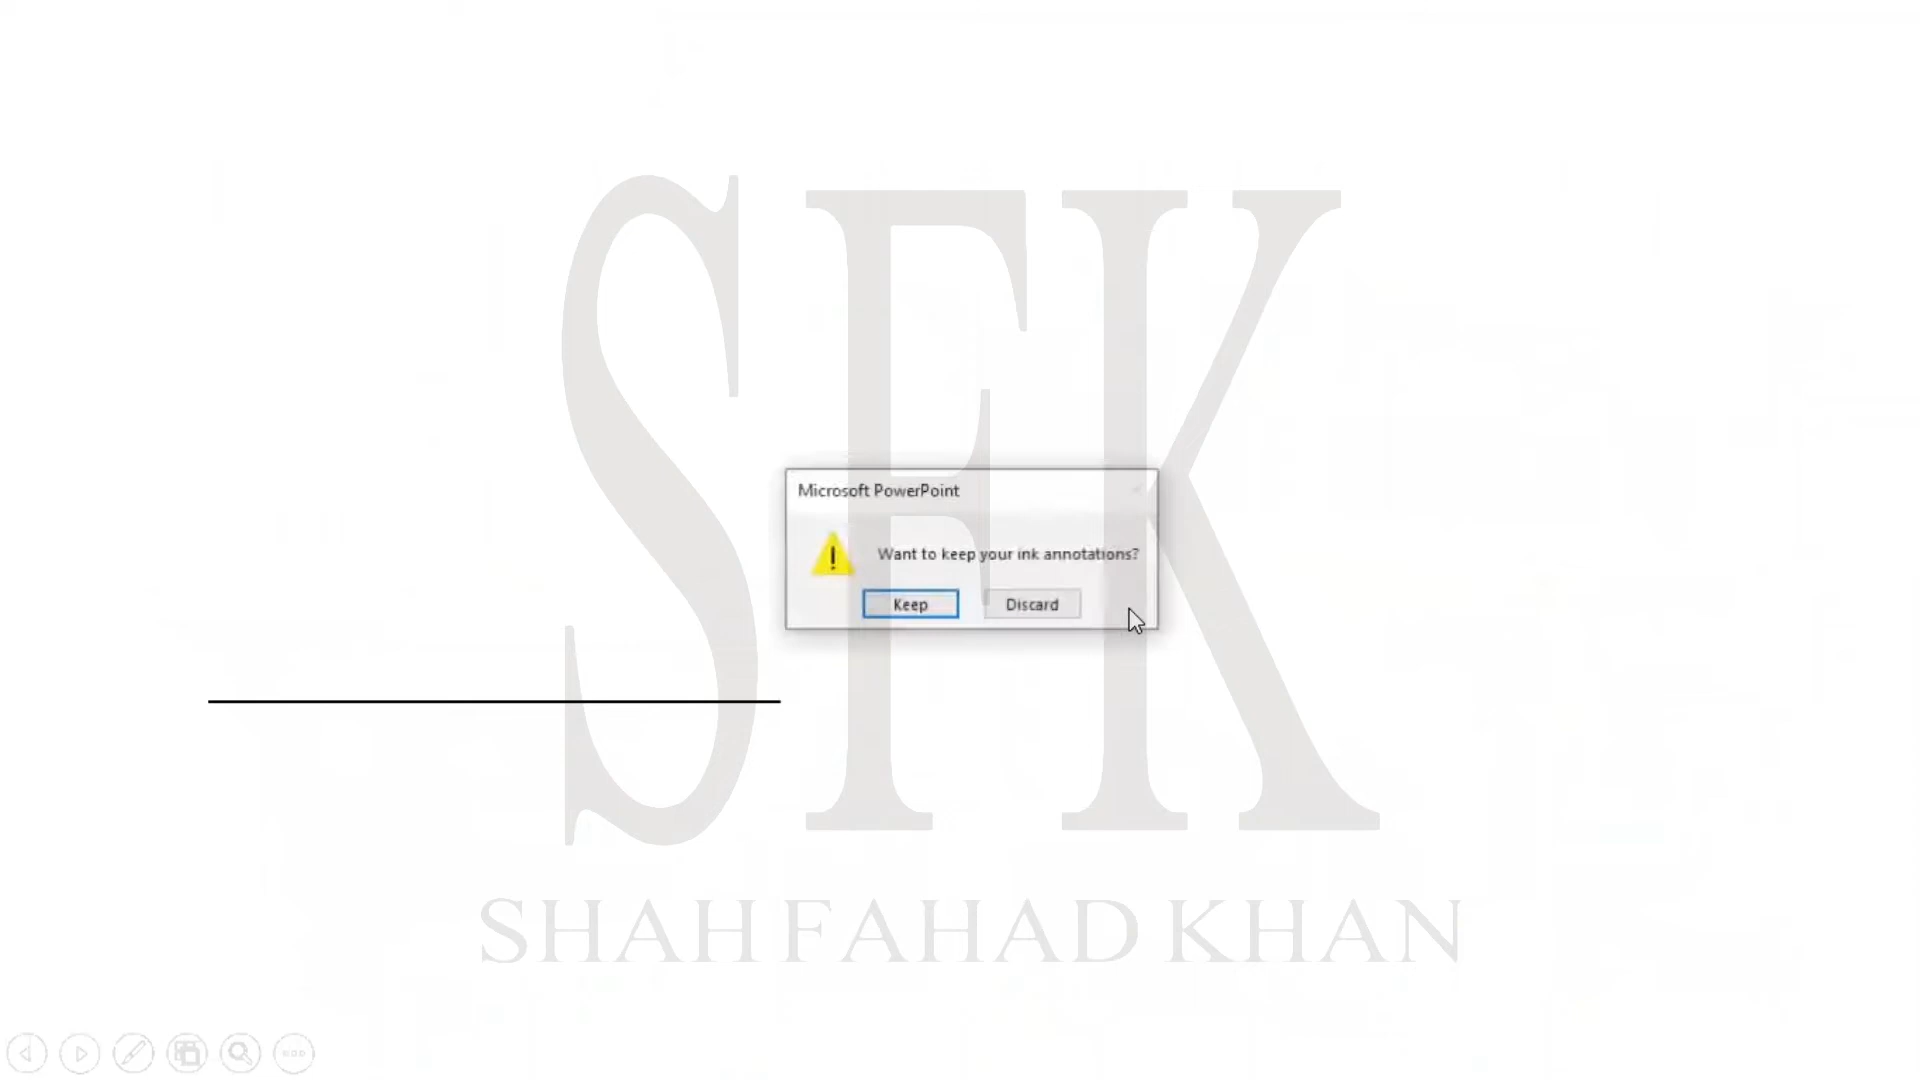 SFK
Microsoft PowerPoint
Want to keep your ink annotations?
Keep Discard
SHAH FAHAD KHAN